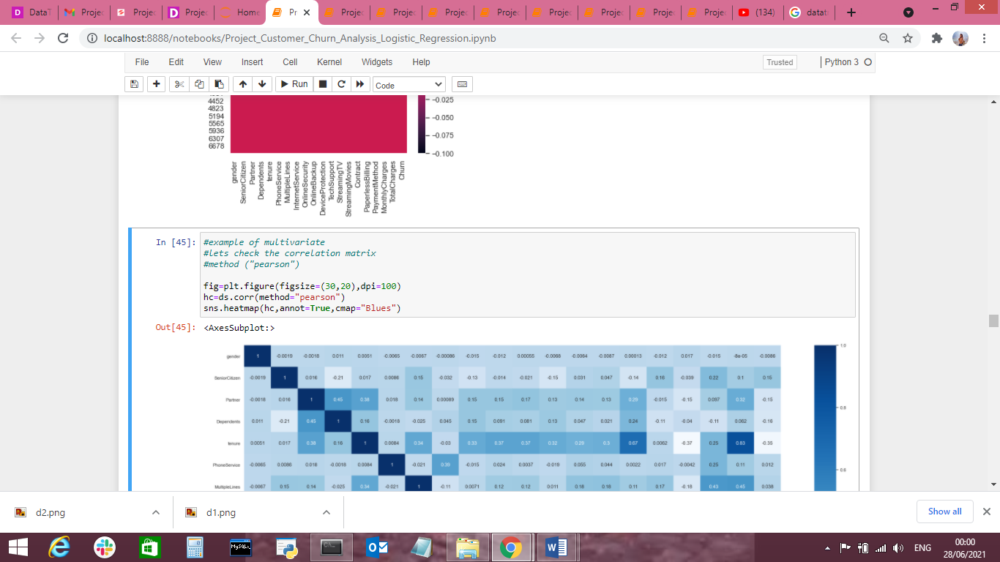 DataT
Projec
Projec
Projec
Home
Pr
Projec
Projec
Projec
Projec
Projec
Projec
Projec
Projec
(134)
datat
localhost:8888/notebooks/Project_Customer_Churn_Analysis_Logistic_Regression.ipynb
File Edit View Insert Cell Kernel Widgets Help Trusted Python 3
Run Code
4452
4823
5194
5565
5936
6307
6678
−0.025
−0.050
−0.075
−0.100
gender
SeniorCitizen
Partner
Dependents
tenure
PhoneService
MultipleLines
InternetService
OnlineSecurity
OnlineBackup
DeviceProtection
TechSupport
StreamingTV
StreamingMovies
Contract
PaperlessBilling
PaymentMethod
MonthlyCharges
TotalCharges
Churn
In [45]:
#example of multivariate
#lets check the correlation matrix
#method ("pearson")
fig=plt.figure(figsize=(30,20),dpi=100)
hc=ds.corr(method="pearson")
sns.heatmap(hc,annot=True,cmap="Blues")
Out[45]: <AxesSubplot:>
gender 1 -0.0019 -0.0018 0.011 0.0051 -0.0065 -0.0067 -0.00086 -0.015 -0.012 0.00055 -0.0068 -0.0064 -0.0087 0.00013 -0.012 0.017 -0.015 -8e-05 -0.0086
SeniorCitizen -0.0019 1 0.016 -0.21 0.017 0.0086 0.15 -0.032 -0.13 -0.014 -0.021 -0.15 0.031 0.047 -0.14 0.16 -0.039 0.22 0.1 0.15
Partner -0.0018 0.016 1 0.45 0.38 0.018 0.14 0.00089 0.15 0.15 0.17 0.13 0.14 0.13 0.29 -0.015 -0.15 0.097 0.32 -0.15
Dependents 0.011 -0.21 0.45 1 0.16 -0.0018 -0.025 0.045 0.15 0.091 0.081 0.13 0.047 0.021 0.24 -0.11 -0.04 -0.11 0.062 -0.16
tenure 0.0051 0.017 0.38 0.16 1 0.0084 0.34 -0.03 0.33 0.37 0.37 0.32 0.29 0.3 0.67 0.0062 -0.37 0.25 0.83 -0.35
PhoneService -0.0065 0.0086 0.018 -0.0018 0.0084 1 -0.021 0.39 -0.015 0.024 0.0037 -0.019 0.055 0.044 0.0022 0.017 -0.0042 0.25 0.11 0.012
MultipleLines -0.0067 0.15 0.14 -0.025 0.34 -0.021 1 -0.11 0.0071 0.12 0.12 0.011 0.18 0.18 0.11 0.17 -0.18 0.43 0.45 0.038
1.0
0.8
0.6
d2.png
d1.png
Show all
MySQL
ENG
00:00
28/06/2021